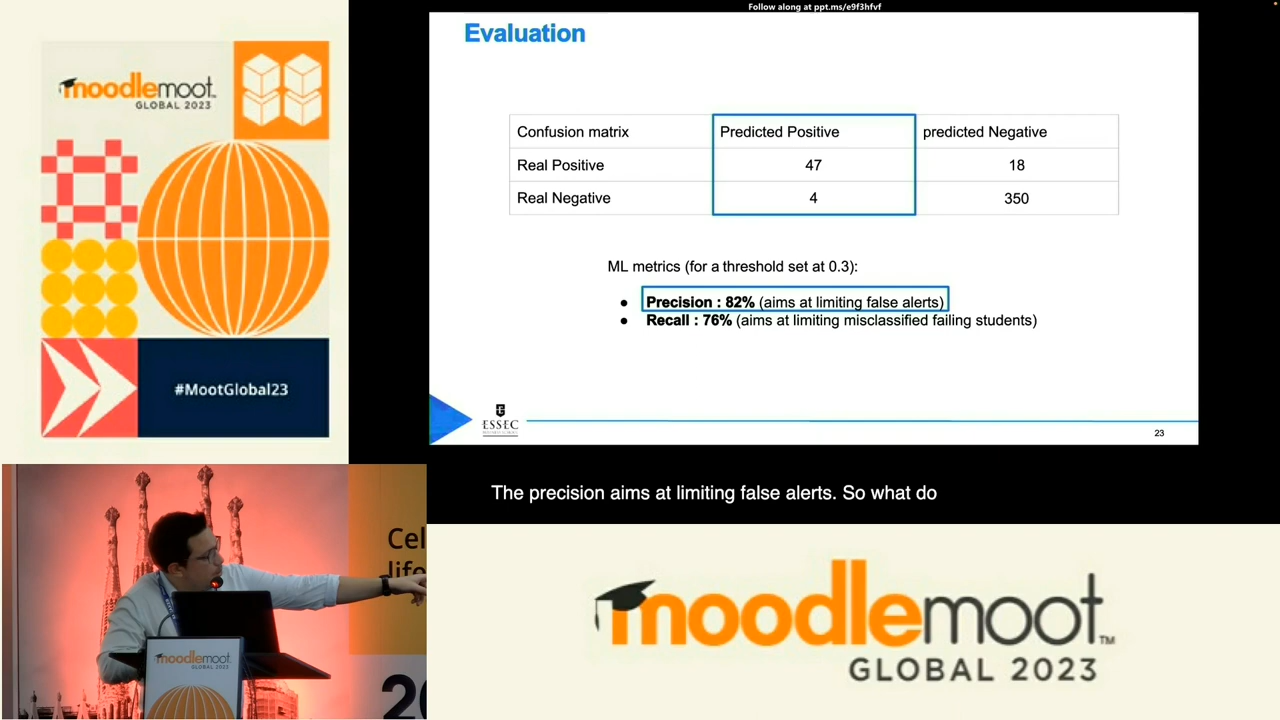 Follow along at ppt.ms/e9f3hfvf
moodlemoot
GLOBAL 2023
#MootGlobal23
Evaluation
Confusion matrix Predicted Positive predicted Negative
Real Positive 47 18
Real Negative 4 350
ML metrics (for a threshold set at 0.3):
● Precision : 82% (aims at limiting false alerts)
● Recall : 76% (aims at limiting misclassified failing students)
ESSEC
23
The precision aims at limiting false alerts. So what do
Cel
life
20
moodlemoot
GLOBAL 2023
moodlemoot™
GLOBAL 2023